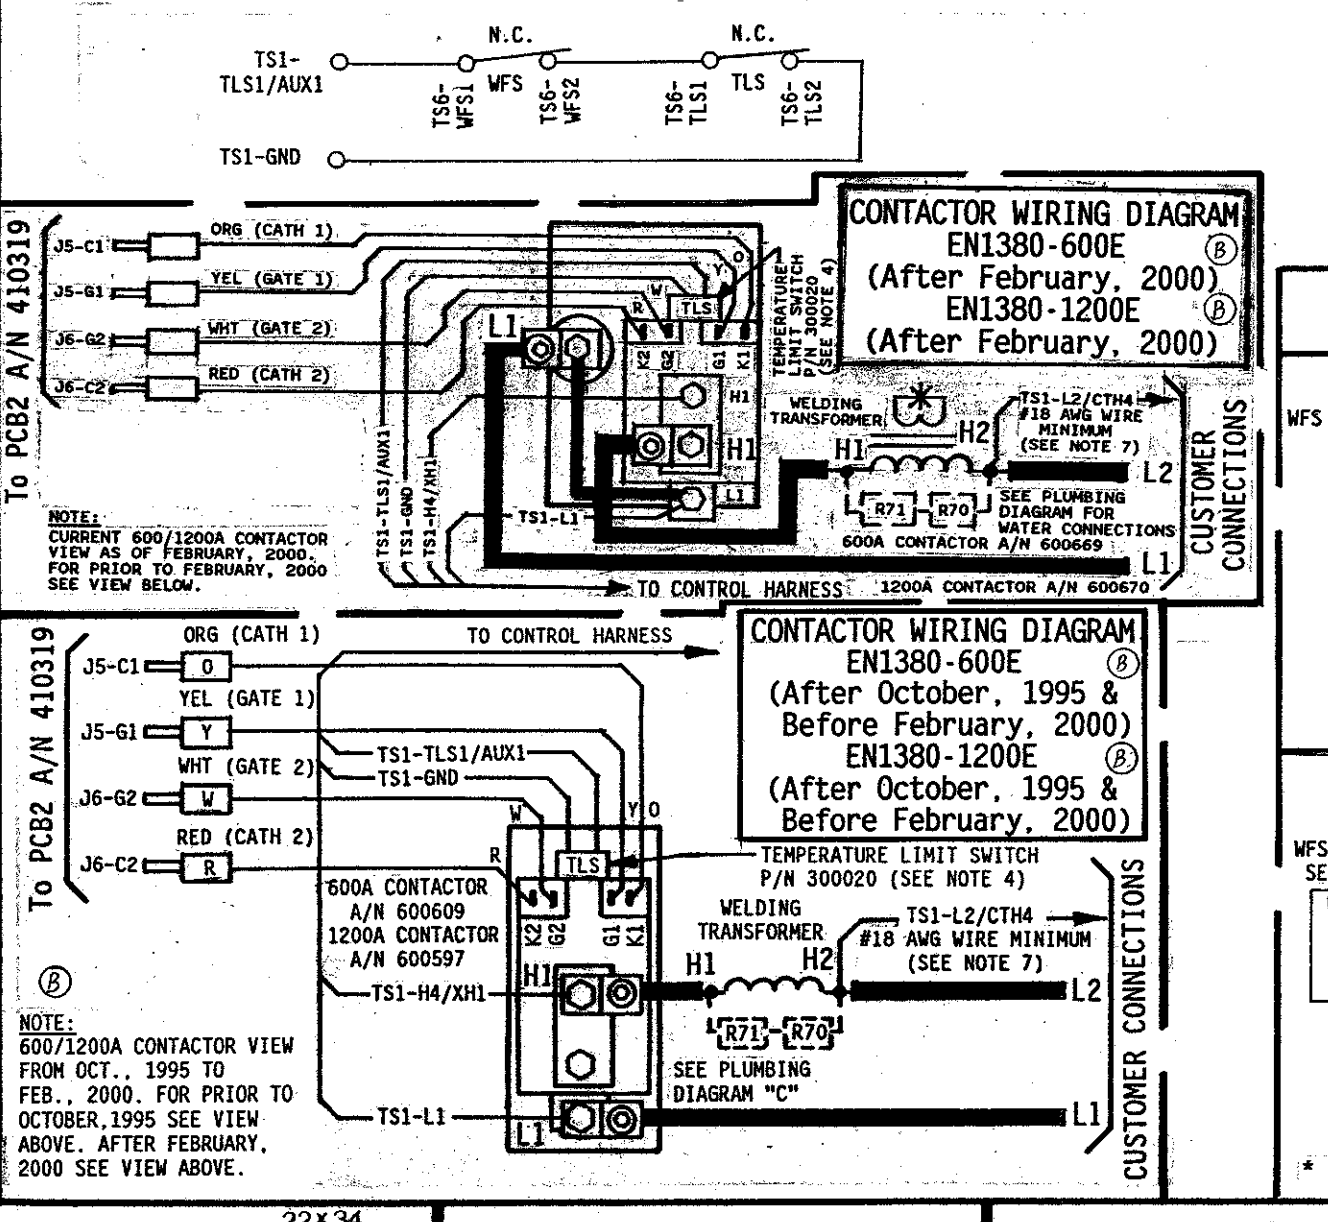 N.C.
N.C.
TS1-
TLS1/AUX1
TS6-
WFS1
WFS
TS6-
WFS2
TS6-
TLS1
TLS
TS6-
TLS2
TS1-GND
To PCB2 A/N 410319
J5-C1
ORG (CATH 1)
J5-G1
YEL (GATE 1)
J6-G2
WHT (GATE 2)
J6-C2
RED (CATH 2)
L1
R
W
Y
O
TLS
K2
G2
G1
K1
H1
H1
L1
TEMPERATURE
LIMIT SWITCH
P/N 300020
(SEE NOTE 4)
CONTACTOR WIRING DIAGRAM
EN1380-600E
B
(After February, 2000)
EN1380-1200E
B
(After February, 2000)
WELDING
TRANSFORMER
H1
H2
TS1-L2/CTH4
#18 AWG WIRE
MINIMUM
(SEE NOTE 7)
L2
R71
R70
SEE PLUMBING
DIAGRAM FOR
WATER CONNECTIONS
600A CONTACTOR A/N 600669
L1
1200A CONTACTOR A/N 600670
CUSTOMER
CONNECTIONS
WFS
TS1-TLS1/AUX1
TS1-GND
TS1-H4/XH1
TS1-L1
TO CONTROL HARNESS
NOTE:
CURRENT 600/1200A CONTACTOR
VIEW AS OF FEBRUARY, 2000.
FOR PRIOR TO FEBRUARY, 2000
SEE VIEW BELOW.
To PCB2 A/N 410319
ORG (CATH 1)
J5-C1
O
YEL (GATE 1)
J5-G1
Y
WHT (GATE 2)
J6-G2
W
RED (CATH 2)
J6-C2
R
TO CONTROL HARNESS
TS1-TLS1/AUX1
TS1-GND
W
Y
O
R
TLS
CONTACTOR WIRING DIAGRAM
EN1380-600E
B
(After October, 1995 &
Before February, 2000)
EN1380-1200E
B
(After October, 1995 &
Before February, 2000)
TEMPERATURE LIMIT SWITCH
P/N 300020 (SEE NOTE 4)
600A CONTACTOR
A/N 600609
1200A CONTACTOR
A/N 600597
K2
G2
G1
K1
WELDING
TRANSFORMER
TS1-L2/CTH4
#18 AWG WIRE MINIMUM
(SEE NOTE 7)
H1
H1
H2
L2
TS1-H4/XH1
R71
R70
SEE PLUMBING
DIAGRAM "C"
TS1-L1
L1
L1
CUSTOMER CONNECTIONS
WFS
SE
B
NOTE:
600/1200A CONTACTOR VIEW
FROM OCT., 1995 TO
FEB., 2000. FOR PRIOR TO
OCTOBER,1995 SEE VIEW
ABOVE. AFTER FEBRUARY,
2000 SEE VIEW ABOVE.
*
22X34